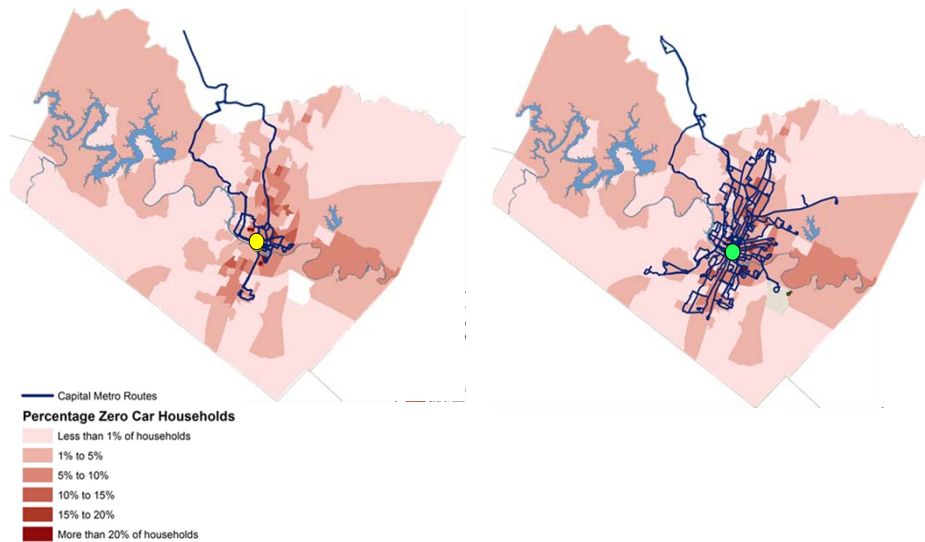 Capital Metro Routes
Percentage Zero Car Households
Less than 1% of households
1% to 5%
5% to 10%
10% to 15%
15% to 20%
More than 20% of households